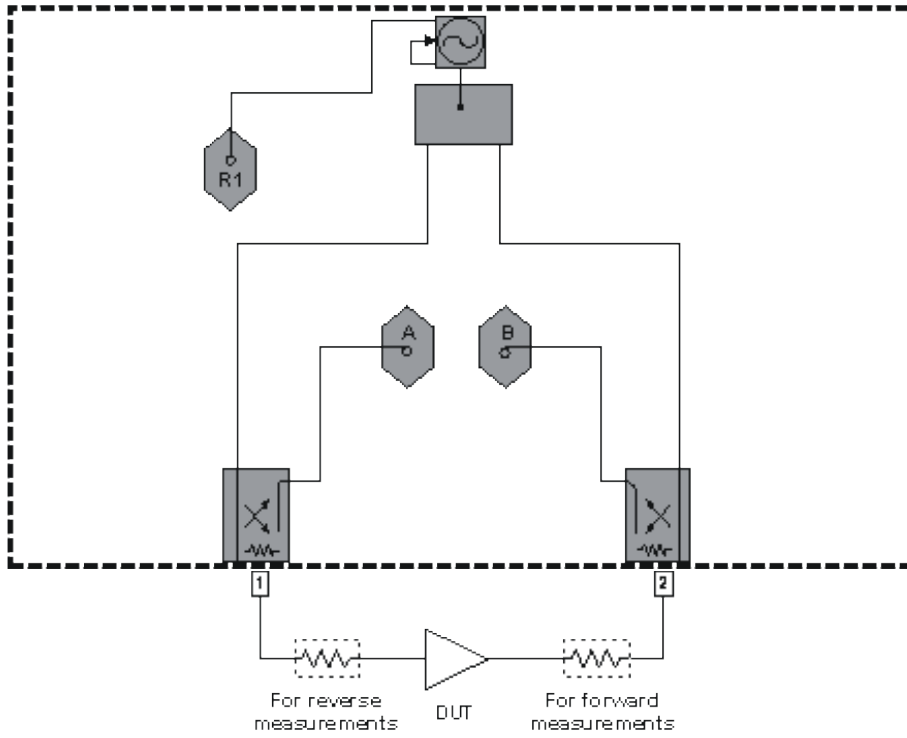 R1
A
B
1
2
For reverse
measurements
DUT
For forward
measurements